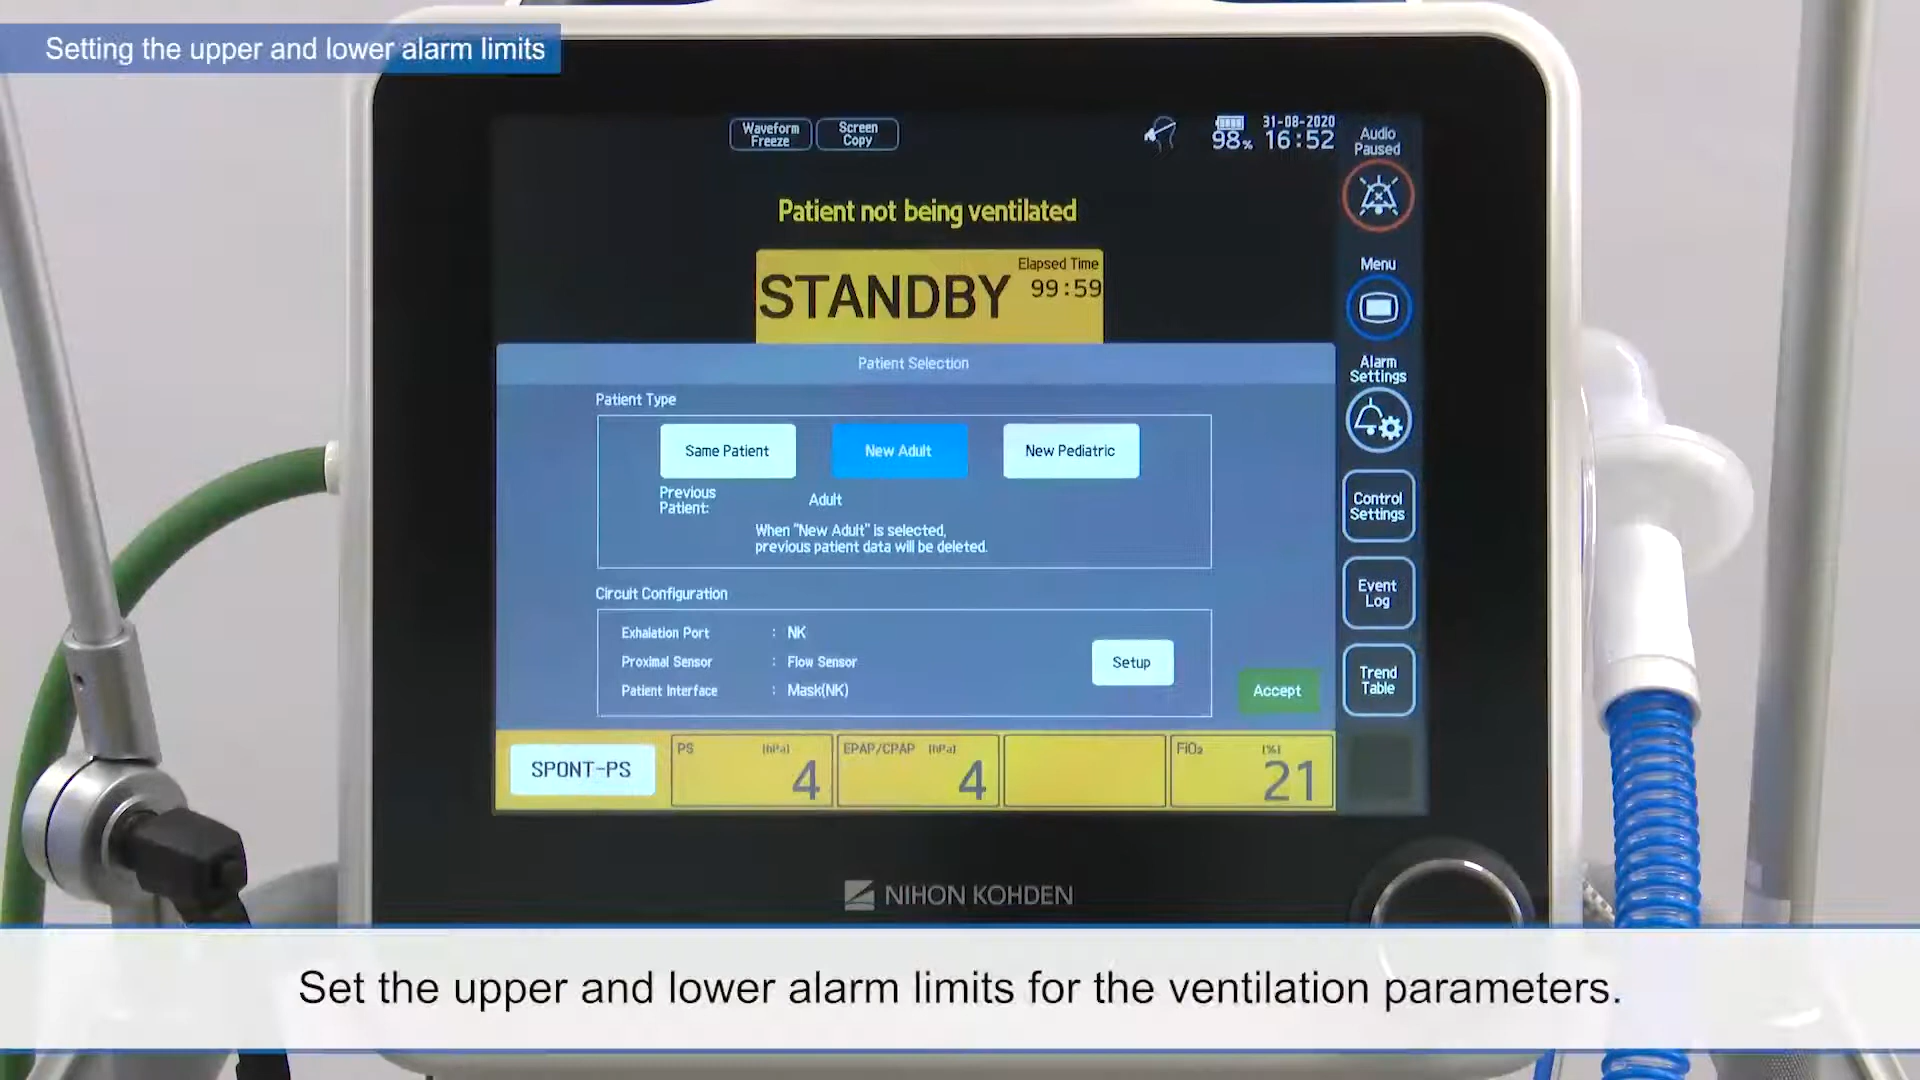 Setting the upper and lower alarm limits
Waveform
Freeze
Screen
Copy
98%
31-08-2020
16:52
Audio
Paused
Patient not being ventilated
STANDBY
Elapsed Time
99:59
Menu
Alarm
Settings
Patient Selection
Patient Type
Same Patient
New Adult
New Pediatric
Previous
Patient:
Adult
When "New Adult" is selected,
previous patient data will be deleted.
Control
Settings
Event
Log
Circuit Configuration
Exhalation Port : NK
Proximal Sensor : Flow Sensor
Patient Interface : Mask(NK)
Setup
Accept
Trend
Table
SPONT-PS
PS [hPa]
4
EPAP/CPAP [hPa]
4
FiO₂ [%]
21
NIHON KOHDEN
Set the upper and lower alarm limits for the ventilation parameters.